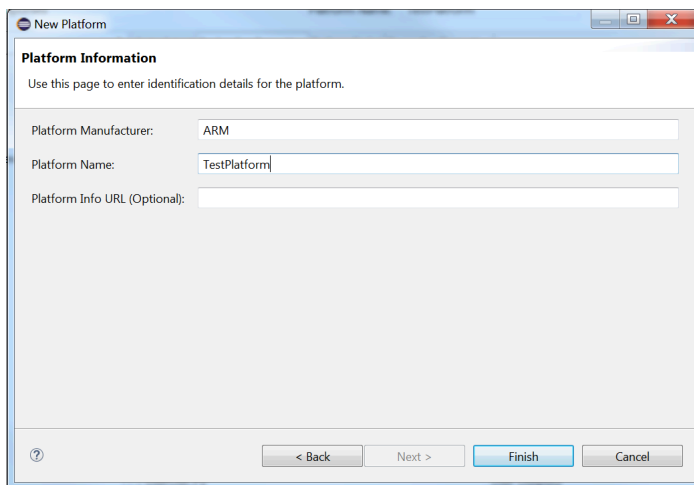 New Platform
Platform Information
Use this page to enter identification details for the platform.
Platform Manufacturer: ARM
Platform Name: TestPlatform
Platform Info URL (Optional):
< Back Next > Finish Cancel